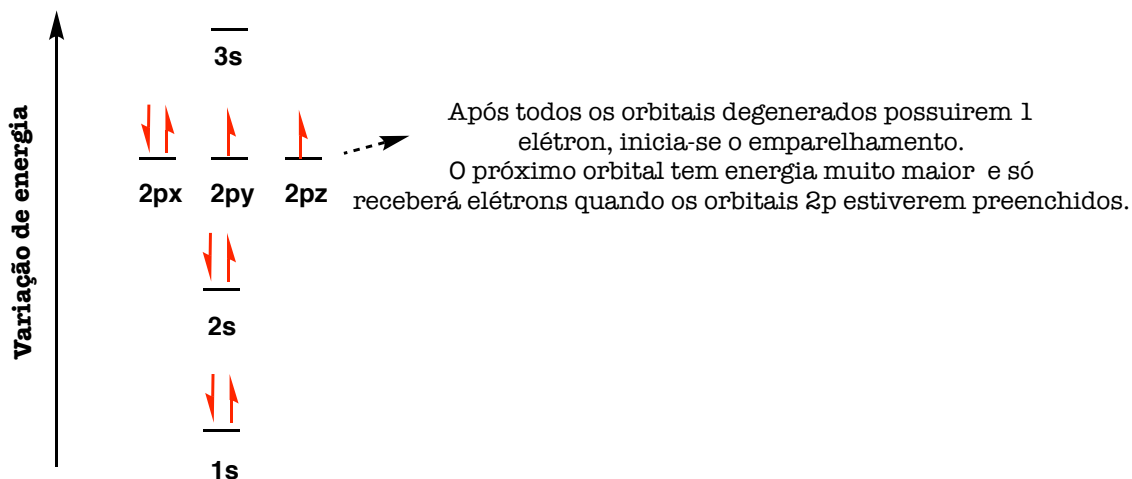 Variação de energia
3s
Após todos os orbitais degenerados possuirem 1
elétron, inicia-se o emparelhamento.
O próximo orbital tem energia muito maior e só
receberá elétrons quando os orbitais 2p estiverem preenchidos.
2px 2py 2pz
2s
1s